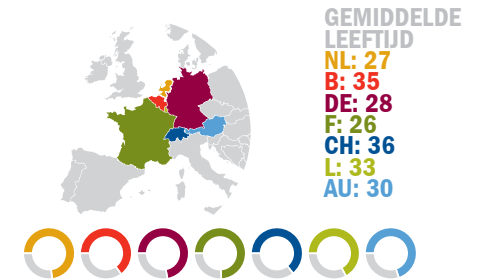 GEMIDDELDE
LEEFTIJD
NL: 27
B: 35
DE: 28
F: 26
CH: 36
L: 33
AU: 30